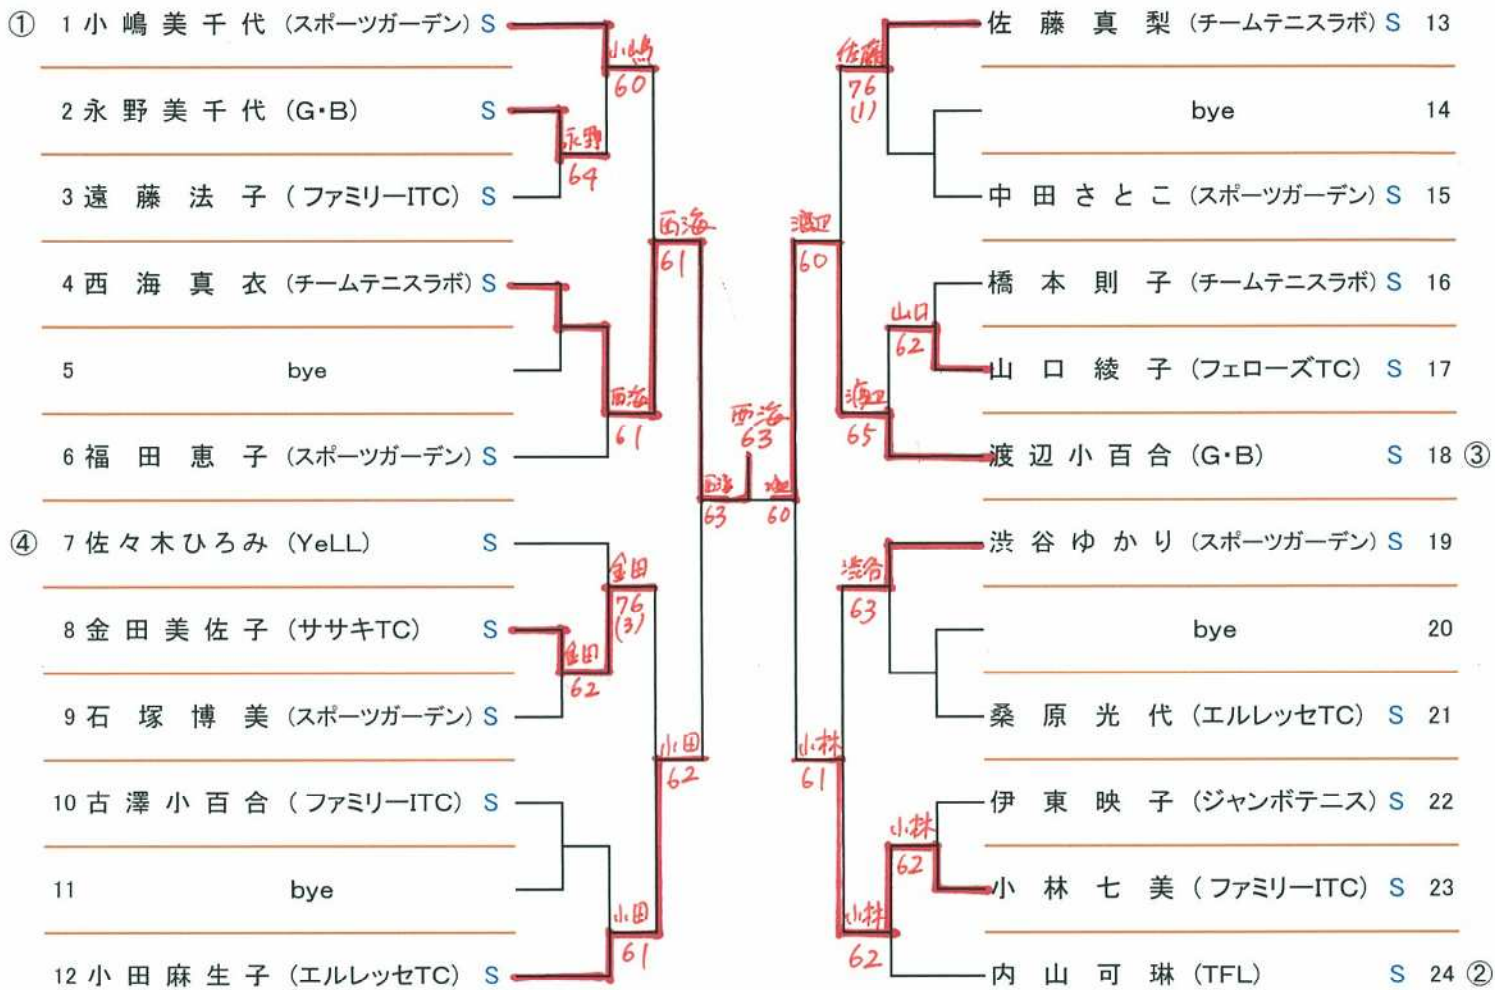 ① 1 小嶋美千代 (スポーツガーデン) S
小嶋
60
2 永野美千代 (G・B) S
永野
64
3 遠藤法子 (ファミリーITC) S
西海
61
4 西海真衣 (チームテニスラボ) S
5 bye
西海
61
6 福田恵子 (スポーツガーデン) S
西海
63
西海
63
④ 7 佐々木ひろみ (YeLL) S
金田
76
(3)
8 金田美佐子 (ササキTC) S
金田
62
9 石塚博美 (スポーツガーデン) S
小田
62
10 古澤小百合 (ファミリーITC) S
11 bye
小田
61
12 小田麻生子 (エルレッセTC) S
佐藤真梨 (チームテニスラボ) S 13
佐藤
76
(1)
bye 14
中田さとこ (スポーツガーデン) S 15
渡辺
60
橋本則子 (チームテニスラボ) S 16
山口
62
山口綾子 (フェローズTC) S 17
渡辺
65
渡辺小百合 (G・B) S 18 ③
60
渋谷ゆかり (スポーツガーデン) S 19
渋谷
63
bye 20
桑原光代 (エルレッセTC) S 21
小林
61
伊東映子 (ジャンボテニス) S 22
小林
62
小林七美 (ファミリーITC) S 23
小林
62
内山可琳 (TFL) S 24 ②